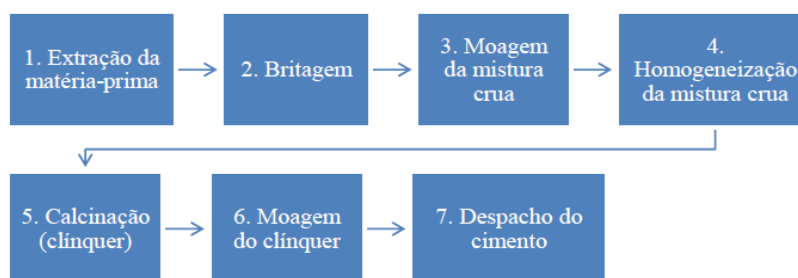 1. Extração da
matéria-prima
2. Britagem
3. Moagem
da mistura
crua
4.
Homogeneização
da mistura crua
5. Calcinação
(clínquer)
6. Moagem
do clínquer
7. Despacho do
cimento